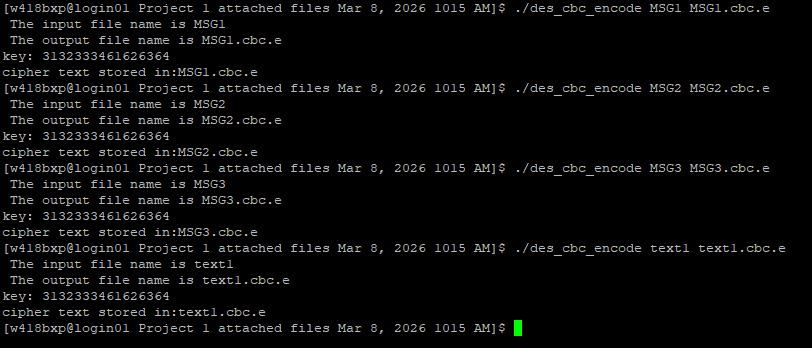 [w418bxp@login01 Project 1 attached files Mar 8, 2026 1015 AM]$ ./des_cbc_encode MSG1 MSG1.cbc.e
 The input file name is MSG1
 The output file name is MSG1.cbc.e
key: 3132333461626364
cipher text stored in:MSG1.cbc.e
[w418bxp@login01 Project 1 attached files Mar 8, 2026 1015 AM]$ ./des_cbc_encode MSG2 MSG2.cbc.e
 The input file name is MSG2
 The output file name is MSG2.cbc.e
key: 3132333461626364
cipher text stored in:MSG2.cbc.e
[w418bxp@login01 Project 1 attached files Mar 8, 2026 1015 AM]$ ./des_cbc_encode MSG3 MSG3.cbc.e
 The input file name is MSG3
 The output file name is MSG3.cbc.e
key: 3132333461626364
cipher text stored in:MSG3.cbc.e
[w418bxp@login01 Project 1 attached files Mar 8, 2026 1015 AM]$ ./des_cbc_encode text1 text1.cbc.e
 The input file name is text1
 The output file name is text1.cbc.e
key: 3132333461626364
cipher text stored in:text1.cbc.e
[w418bxp@login01 Project 1 attached files Mar 8, 2026 1015 AM]$